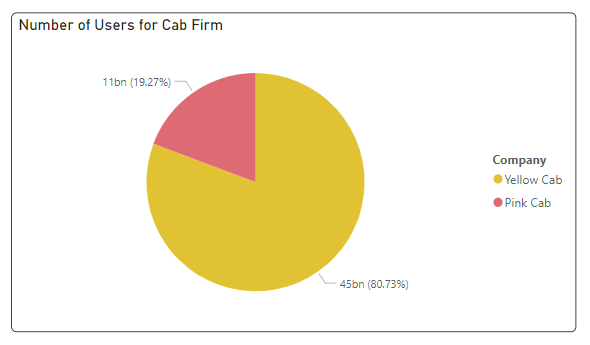 Number of Users for Cab Firm
11bn (19.27%)
Company
Yellow Cab
Pink Cab
45bn (80.73%)